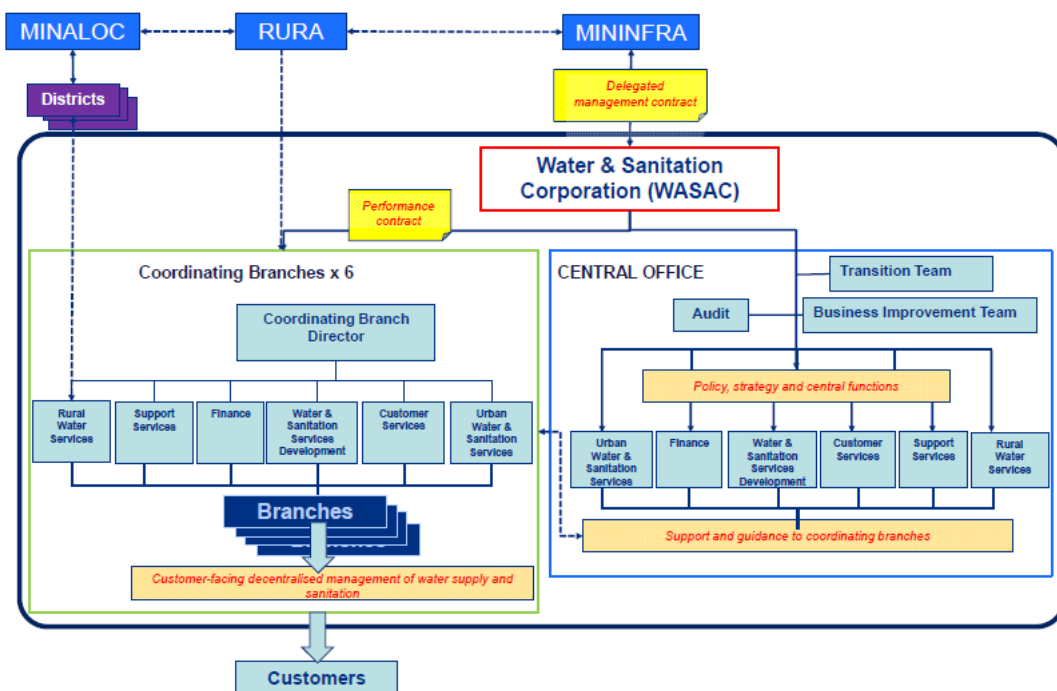 MINALOC
RURA
MININFRA
Districts
Delegated
management contract
Water & Sanitation
Corporation (WASAC)
Performance
contract
Coordinating Branches x 6
CENTRAL OFFICE
Transition Team
Audit
Business Improvement Team
Coordinating Branch
Director
Policy, strategy and central functions
Rural
Water
Services
Support
Services
Finance
Water &
Sanitation
Services
Development
Customer
Services
Urban
Water &
Sanitation
Services
Urban
Water &
Sanitation
Services
Finance
Water &
Sanitation
Services
Development
Customer
Services
Support
Services
Rural
Water
Services
Branches
Branches
Support and guidance to coordinating branches
Customer-facing decentralised management of water supply and
sanitation
Customers